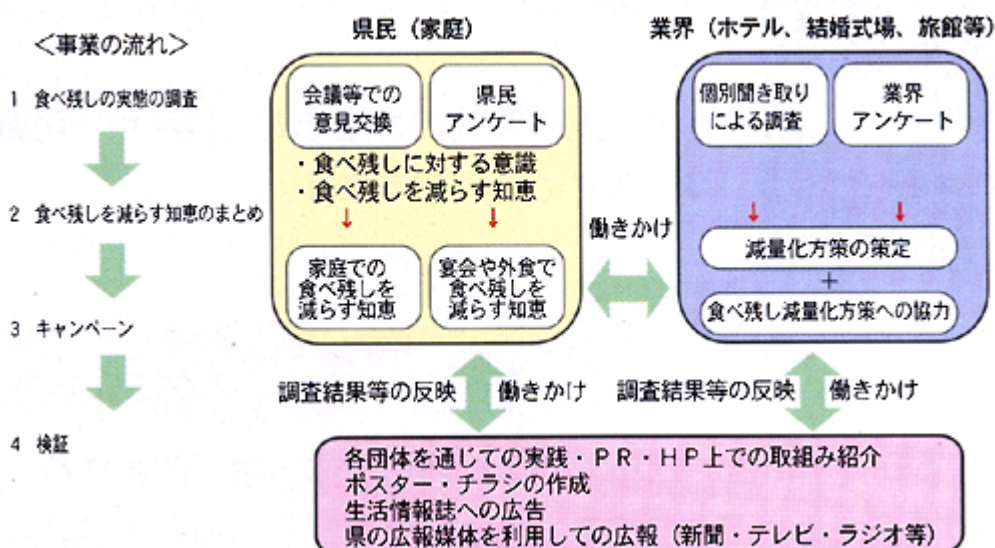 ＜事業の流れ＞
1 食べ残しの実態の調査
2 食べ残しを減らす知恵のまとめ
3 キャンペーン
4 検証
県民（家庭）
会議等での
意見交換
県民
アンケート
・食べ残しに対する意識
・食べ残しを減らす知恵
↓ ↓
家庭での
食べ残しを
減らす知恵
宴会や外食で
食べ残しを
減らす知恵
働きかけ
業界（ホテル、結婚式場、旅館等）
個別聞き取り
による調査
業界
アンケート
↓ ↓
減量化方策の策定
＋
食べ残し減量化方策への協力
調査結果等の反映 働きかけ
調査結果等の反映 働きかけ
各団体を通じての実践・ＰＲ・ＨＰ上での取組み紹介
ポスター・チラシの作成
生活情報誌への広告
県の広報媒体を利用しての広報（新聞・テレビ・ラジオ等）